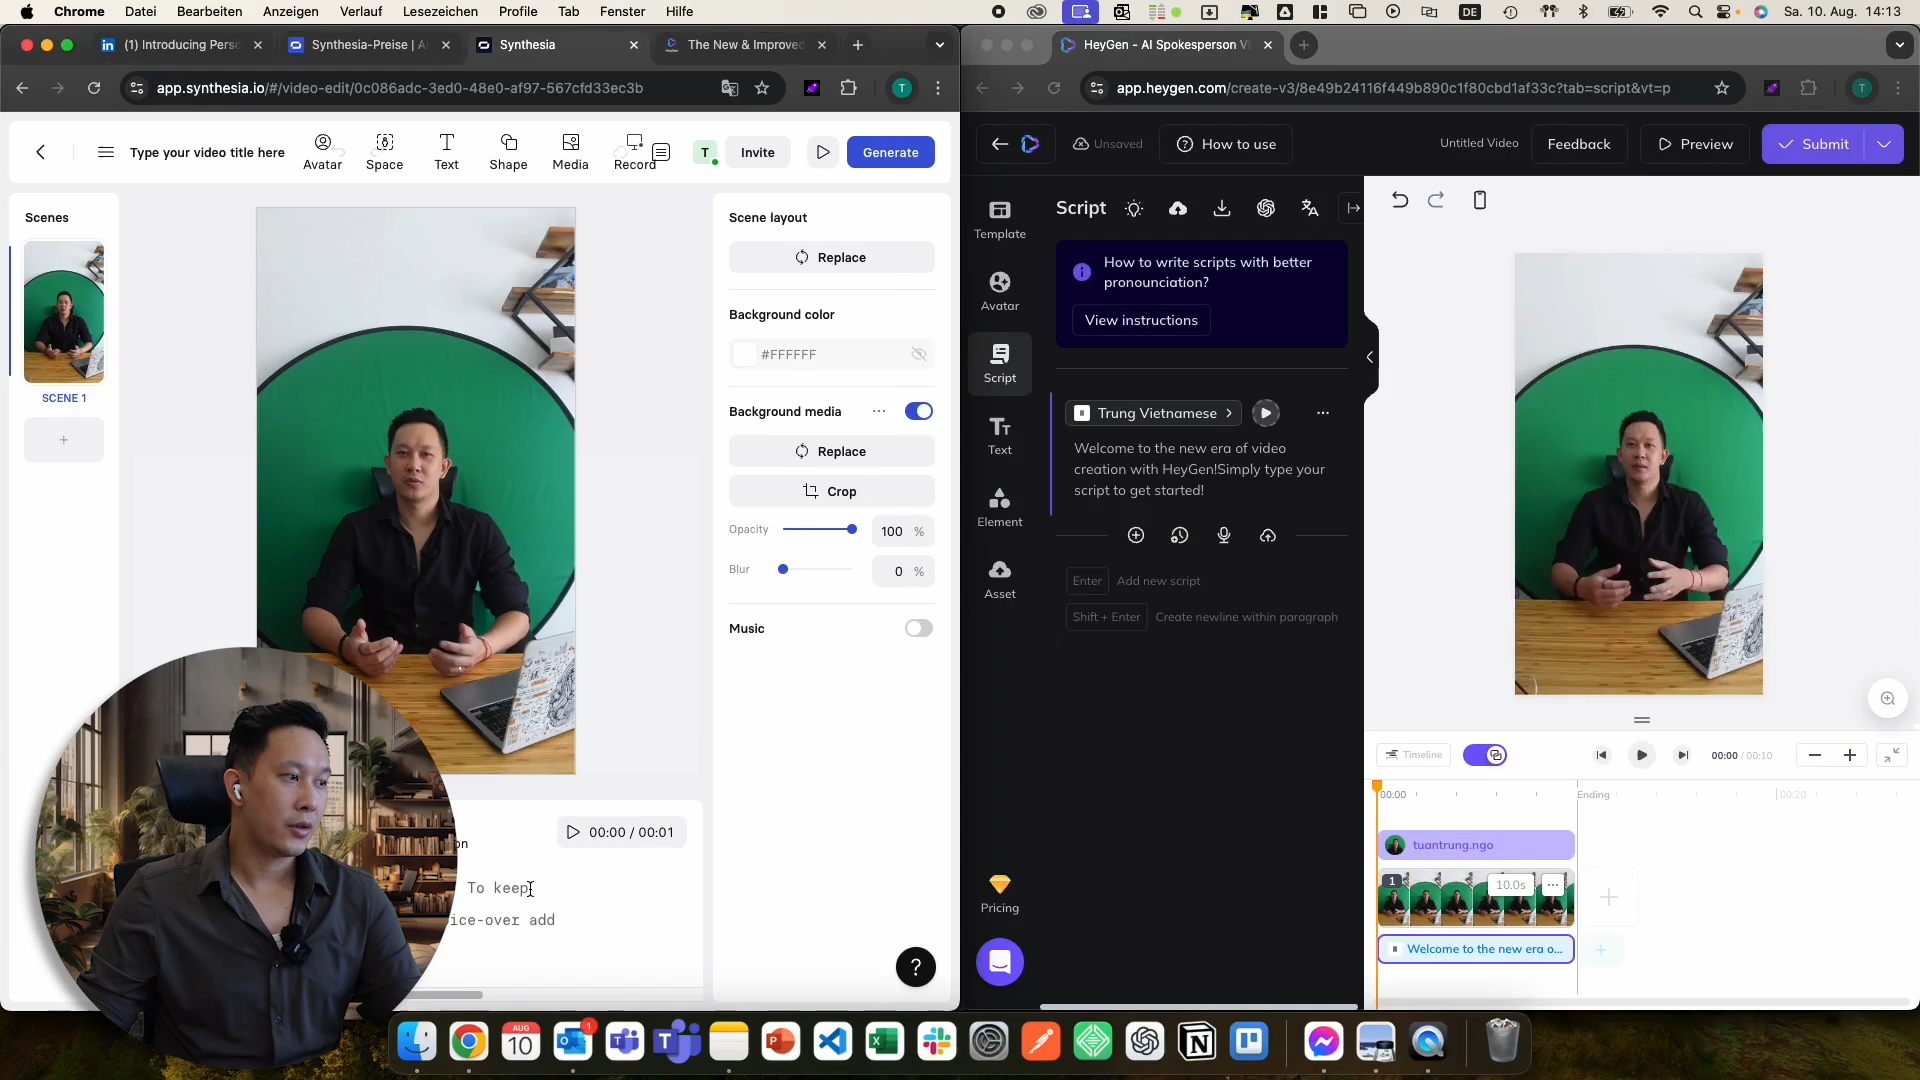 Chrome Datei Bearbeiten Anzeigen Verlauf Lesezeichen Profile Tab Fenster Hilfe
DE
Sa. 10. Aug. 14:13
(1) Introducing Perso
Synthesia-Preise | A
Synthesia
The New & Improved
HeyGen - AI Spokesperson V
app.synthesia.io/#/video-edit/0c086adc-3ed0-48e0-af97-567cfd33ec3b
T
app.heygen.com/create-v3/8e49b24116f449b890c1f80cbd1af33c?tab=script&vt=p
T
Type your video title here
Avatar
Space
Text
Shape
Media
Record
T
Invite
Generate
Unsaved
How to use
Untitled Video
Feedback
Preview
Submit
Scenes
SCENE 1
Scene layout
Replace
Background color
#FFFFFF
Background media
Replace
Crop
Opacity
100 %
Blur
0 %
Music
00:00 / 00:01
on
To keep
ice-over add
?
Template
Avatar
Script
Text
Element
Asset
Pricing
Script
How to write scripts with better
pronounciation?
View instructions
Trung Vietnamese
Welcome to the new era of video
creation with HeyGen!Simply type your
script to get started!
Enter Add new script
Shift + Enter Create newline within paragraph
Timeline
00:00 / 00:10
00:00
Ending
00:20
tuantrung.ngo
1
10.0s
Welcome to the new era o...
AUG
10
1